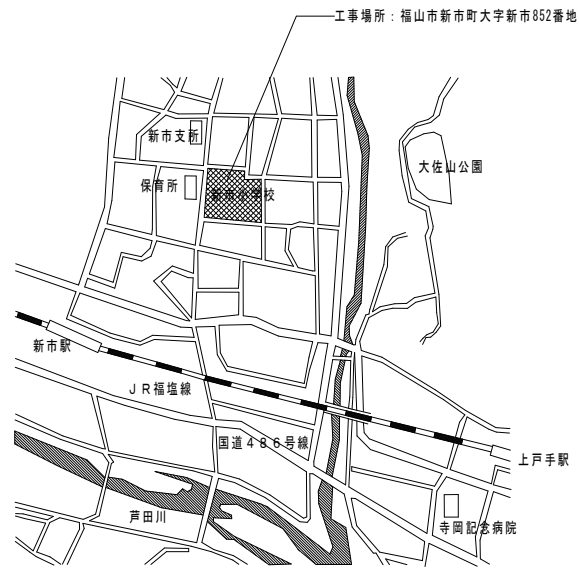 工事場所：福山市新市町大字新市852番地
新市支所
大佐山公園
保育所
新市小学校
新市駅
ＪＲ福塩線
国道４８６号線
上戸手駅
芦田川
寺岡記念病院